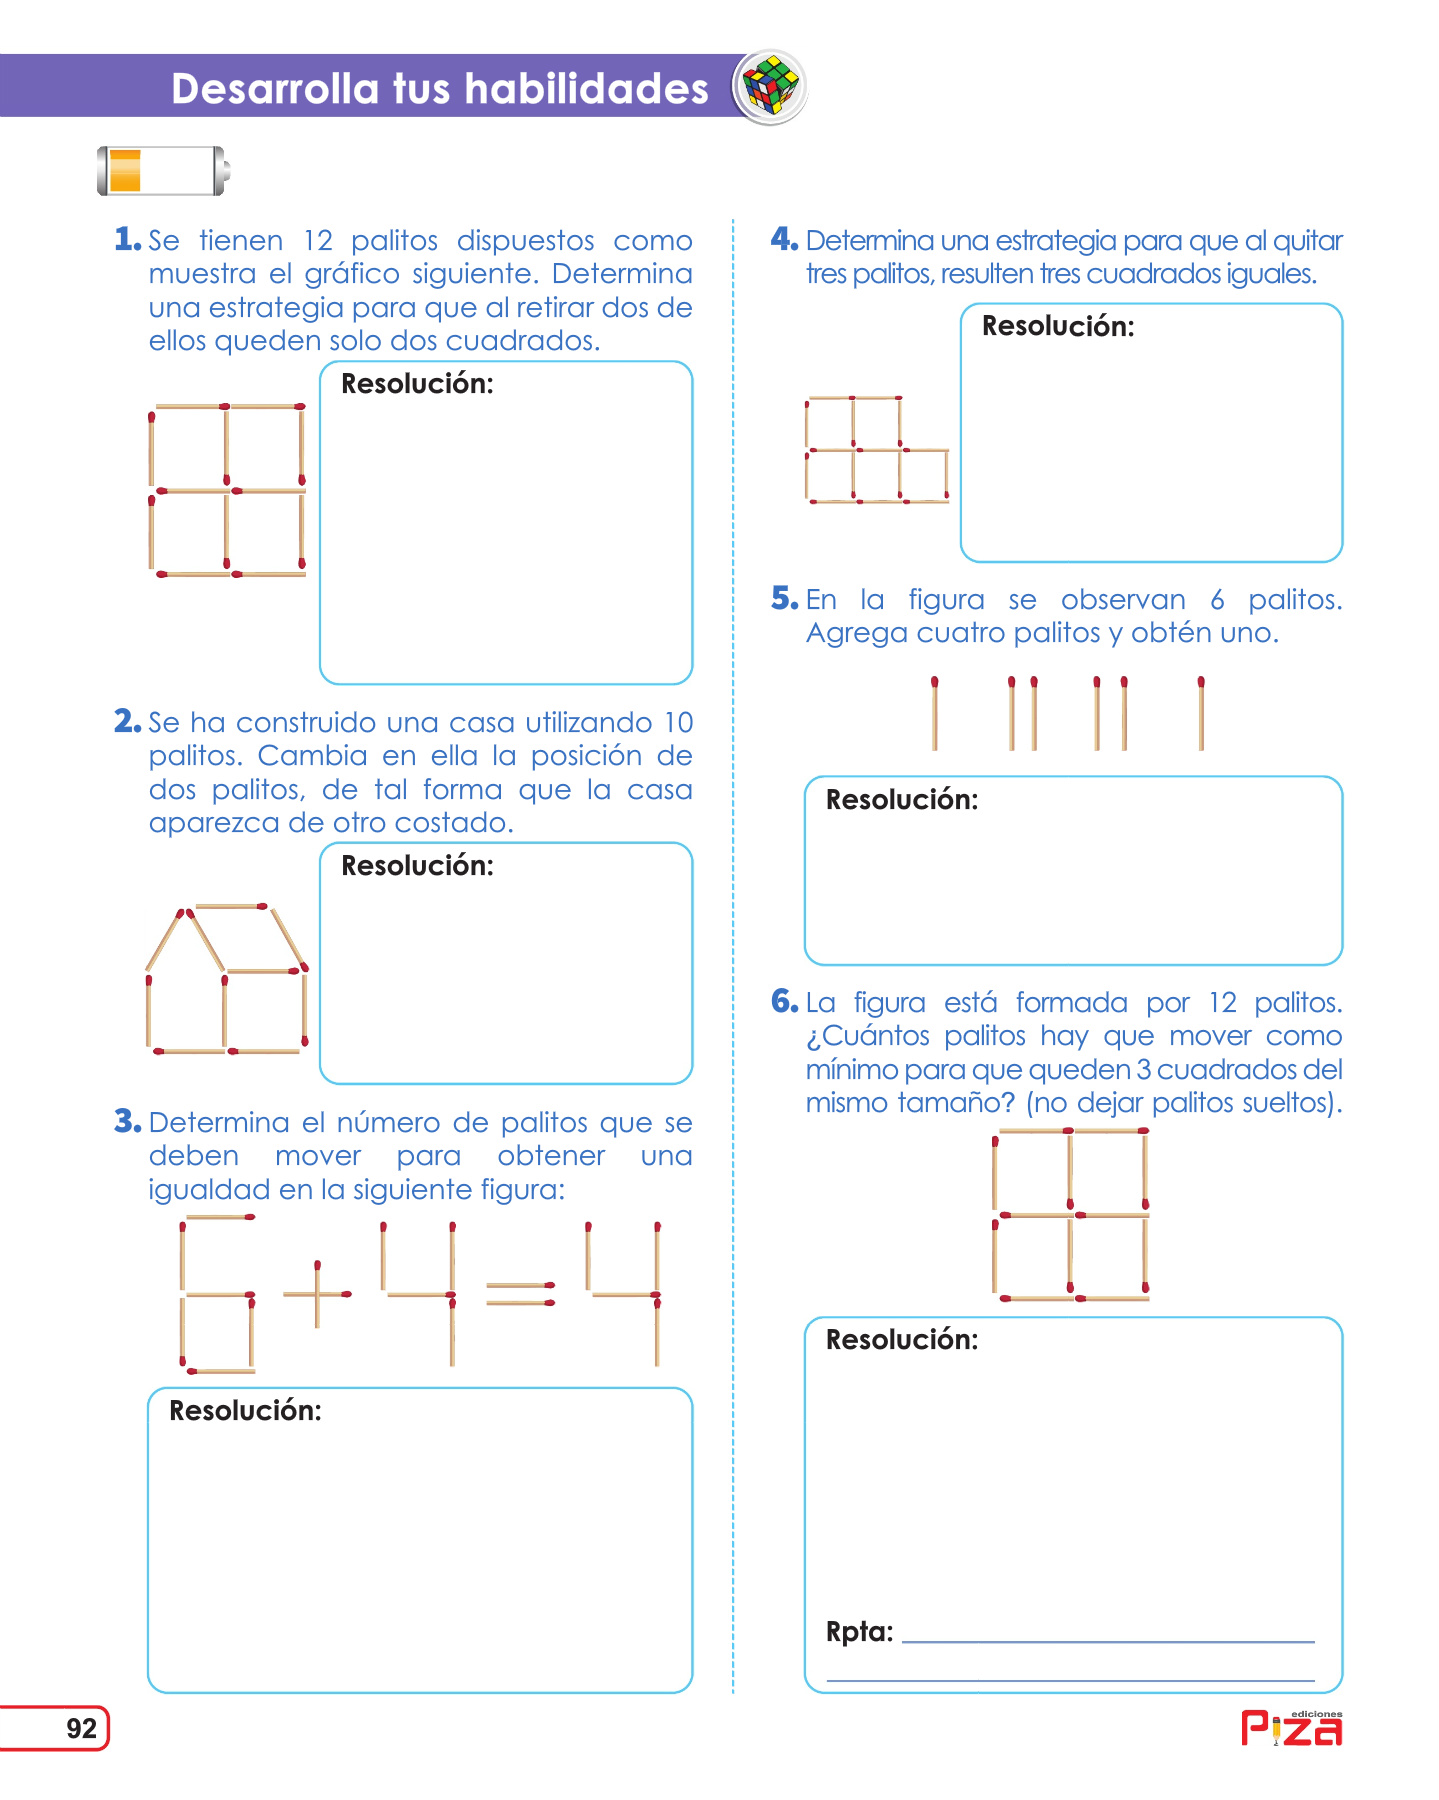 Desarrolla tus habilidades
1. Se tienen 12 palitos dispuestos como
muestra el gráfico siguiente. Determina
una estrategia para que al retirar dos de
ellos queden solo dos cuadrados.
Resolución:
2. Se ha construido una casa utilizando 10
palitos. Cambia en ella la posición de
dos palitos, de tal forma que la casa
aparezca de otro costado.
Resolución:
3. Determina el número de palitos que se
deben mover para obtener una
igualdad en la siguiente figura:
6 + 4 = 4
Resolución:
4. Determina una estrategia para que al quitar
tres palitos, resulten tres cuadrados iguales.
Resolución:
5. En la figura se observan 6 palitos.
Agrega cuatro palitos y obtén uno.
Resolución:
6. La figura está formada por 12 palitos.
¿Cuántos palitos hay que mover como
mínimo para que queden 3 cuadrados del
mismo tamaño? (no dejar palitos sueltos).
Resolución:
Rpta:
92
ediciones
Piza